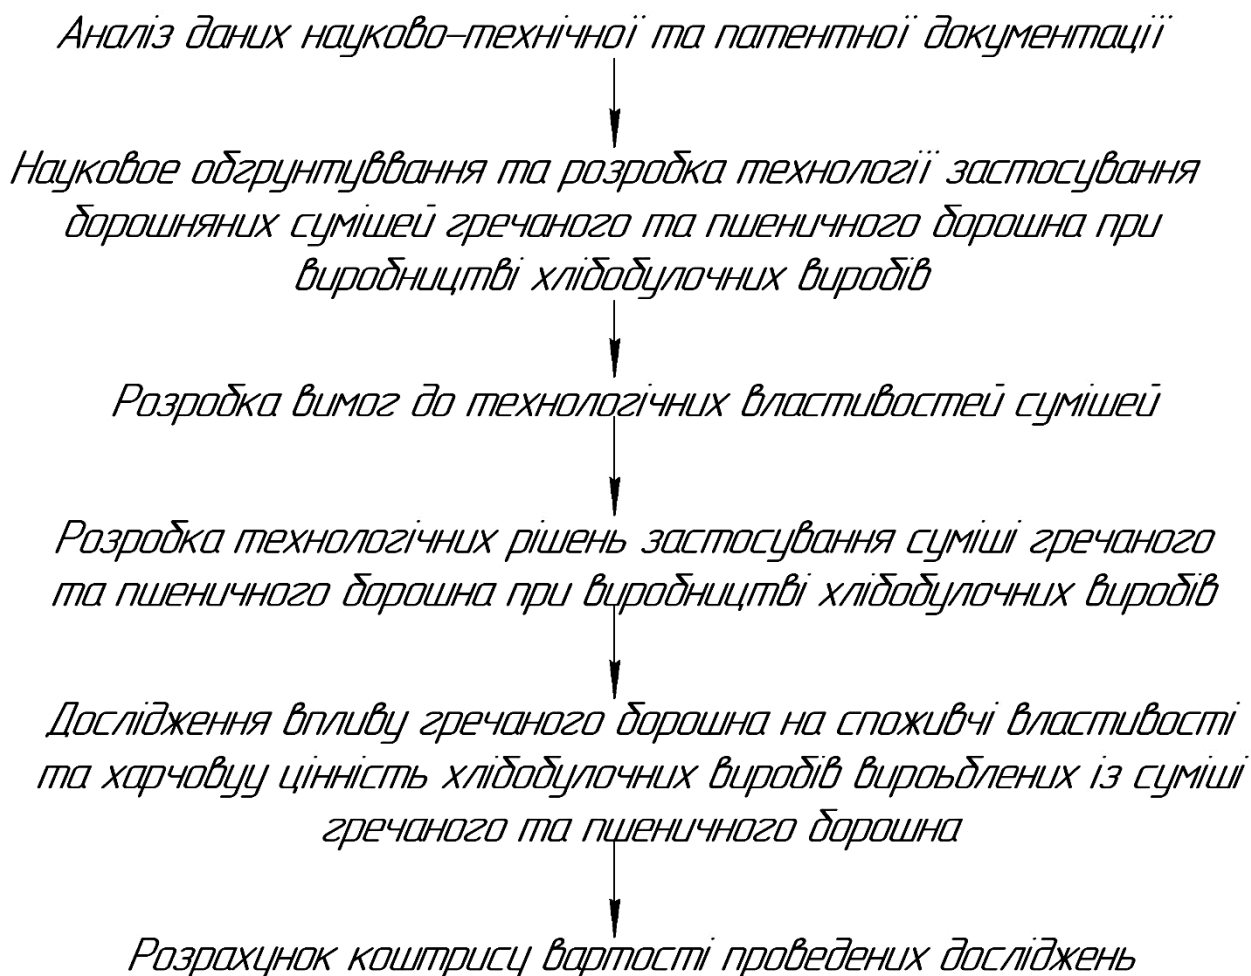 Аналіз даних науково-технічної та патентної документації
Науковое обгрунтуввання та розробка технології застосування
борошняних сумішей гречаного та пшеничного борошна при
виробництві хлібобулочних виробів
Розробка вимог до технологічних властивостей сумішей
Розробка технологічних рішень застосування суміші гречаного
та пшеничного борошна при виробництві хлібобулочних виробів
Дослідження впливу гречаного борошна на споживчі властивості
та харчовуу цінність хлібобулочних виробів вироьблених із суміші
гречаного та пшеничного борошна
Розрахунок коштрису вартості проведених досліджень